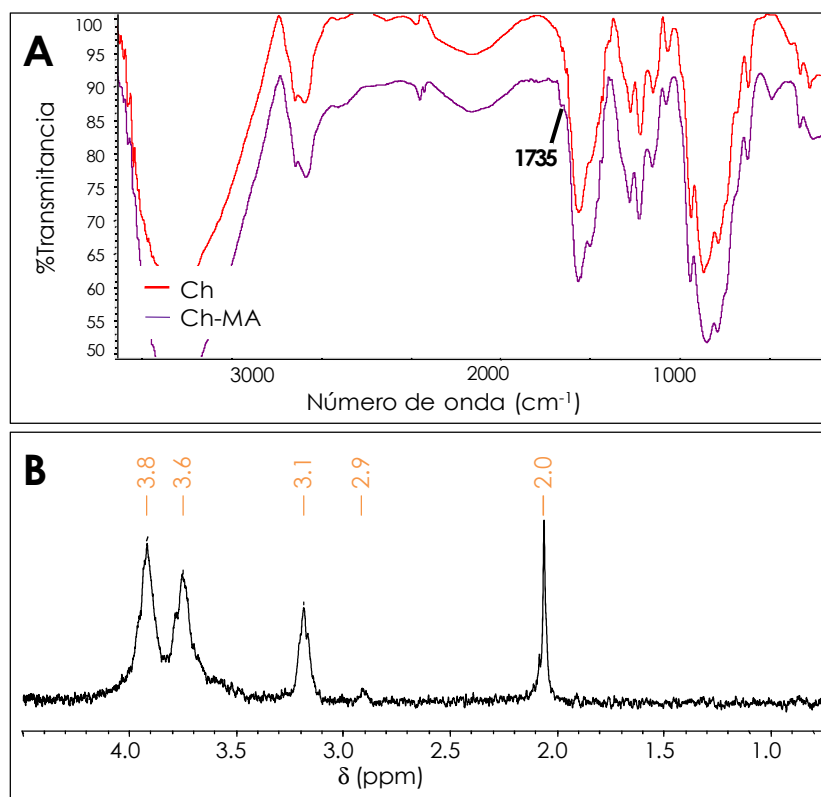 A
100
95
90
85
80
75
70
65
60
55
50
%Transmitancia
1735
Ch
Ch-MA
3000 2000 1000
Número de onda (cm-1)
B
3.8 3.6 3.1 2.9 2.0
4.0 3.5 3.0 2.5 2.0 1.5 1.0
δ (ppm)